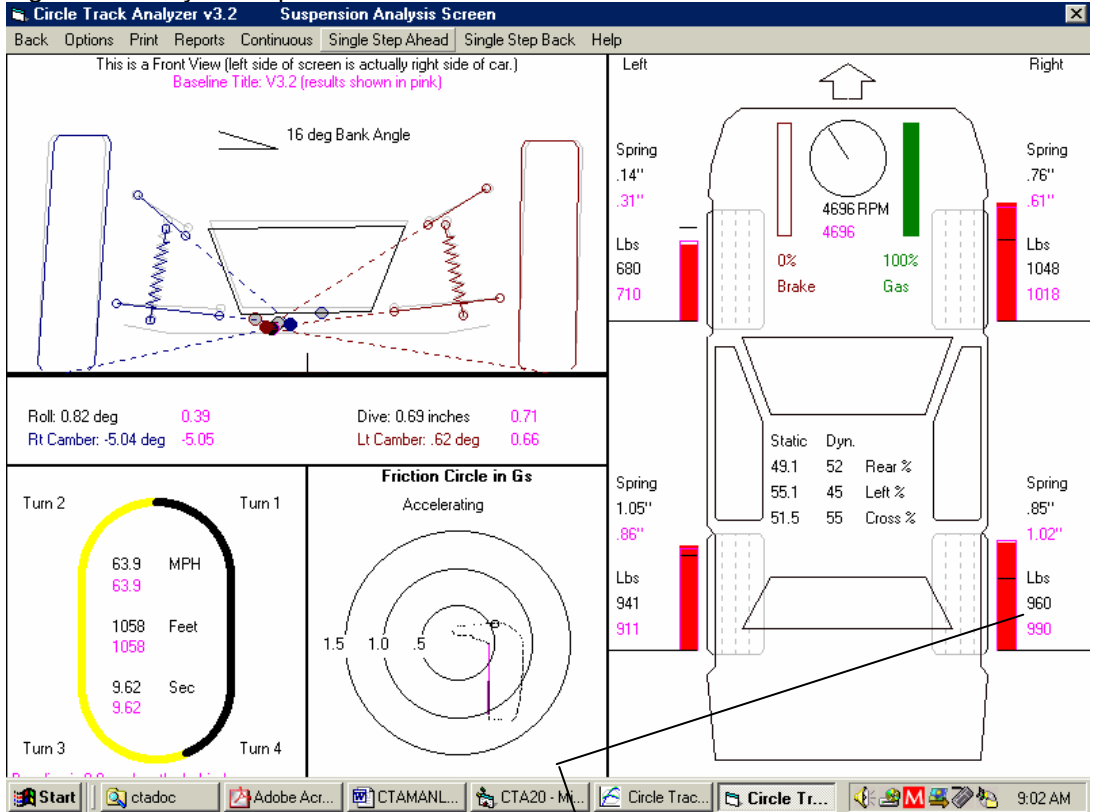 Circle Track Analyzer v3.2 Suspension Analysis Screen
Back Options Print Reports Continuous Single Step Ahead Single Step Back Help
This is a Front View (left side of screen is actually right side of car.)
Baseline Title: V3.2 (results shown in pink)
16 deg Bank Angle
Roll: 0.82 deg 0.39 Dive: 0.69 inches 0.71
Rt Camber: -5.04 deg -5.05 Lt Camber: .62 deg 0.66
Turn 2 Turn 1
63.9 MPH
63.9
1058 Feet
1058
9.62 Sec
9.62
Turn 3 Turn 4
Friction Circle in Gs
Accelerating
1.5 1.0 .5
Left Right
Spring
.14"
.31"
Lbs
680
710
4696 RPM
4696
0% 100%
Brake Gas
Spring
.76"
.61"
Lbs
1048
1018
Static Dyn.
49.1 52 Rear %
55.1 45 Left %
51.5 55 Cross %
Spring
1.05"
.86"
Lbs
941
911
Spring
.85"
1.02"
Lbs
960
990
Start ctadoc Adobe Acr... CTAMANL... CTA20 - Mi... Circle Trac... Circle Tr... M 9:02 AM